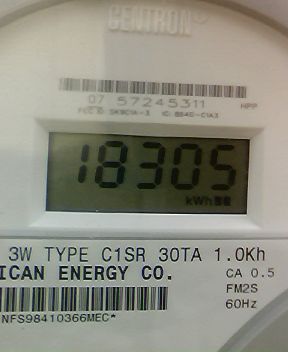 CENTRON®
07 57245311 HPP
18305
kWh
3W TYPE C1SR 30TA 1.0Kh
ICAN ENERGY CO.
CA 0.5
FM2S
60Hz
NFS98410366MEC*